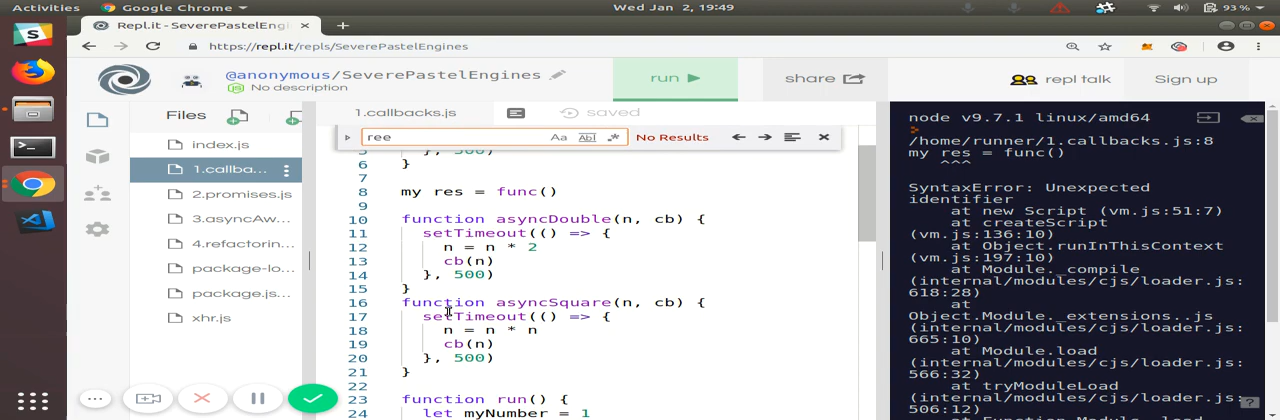 Activities Google Chrome Wed Jan 2, 19:49 93 %
Repl.it - SeverePastelEngi
https://repl.it/repls/SeverePastelEngines
@anonymous/SeverePastelEngines
No description
run
share
repl talk
Sign up
Files
index.js
1.callba...
2.promises.js
3.asyncAw...
4.refactorin...
package-lo...
package.js...
xhr.js
1.callbacks.js
saved
ree
Aa
Abl
.*
No Results
5 }, 500)
6 }
7
8 my res = func()
9
10 function asyncDouble(n, cb) {
11 setTimeout(() => {
12 n = n * 2
13 cb(n)
14 }, 500)
15 }
16 function asyncSquare(n, cb) {
17 setTimeout(() => {
18 n = n * n
19 cb(n)
20 }, 500)
21 }
22
23 function run() {
24 let myNumber = 1
node v9.7.1 linux/amd64
/home/runner/1.callbacks.js:8
my res = func()
^^^
SyntaxError: Unexpected
identifier
at new Script (vm.js:51:7)
at createScript
(vm.js:136:10)
at Object.runInThisContext
(vm.js:197:10)
at Module._compile
(internal/modules/cjs/loader.js:
618:28)
at
Object.Module._extensions..js
(internal/modules/cjs/loader.js:
665:10)
at Module.load
(internal/modules/cjs/loader.js:
566:32)
at tryModuleLoad
(internal/modules/cjs/loader.js:
506:12)
at Function.Module._load